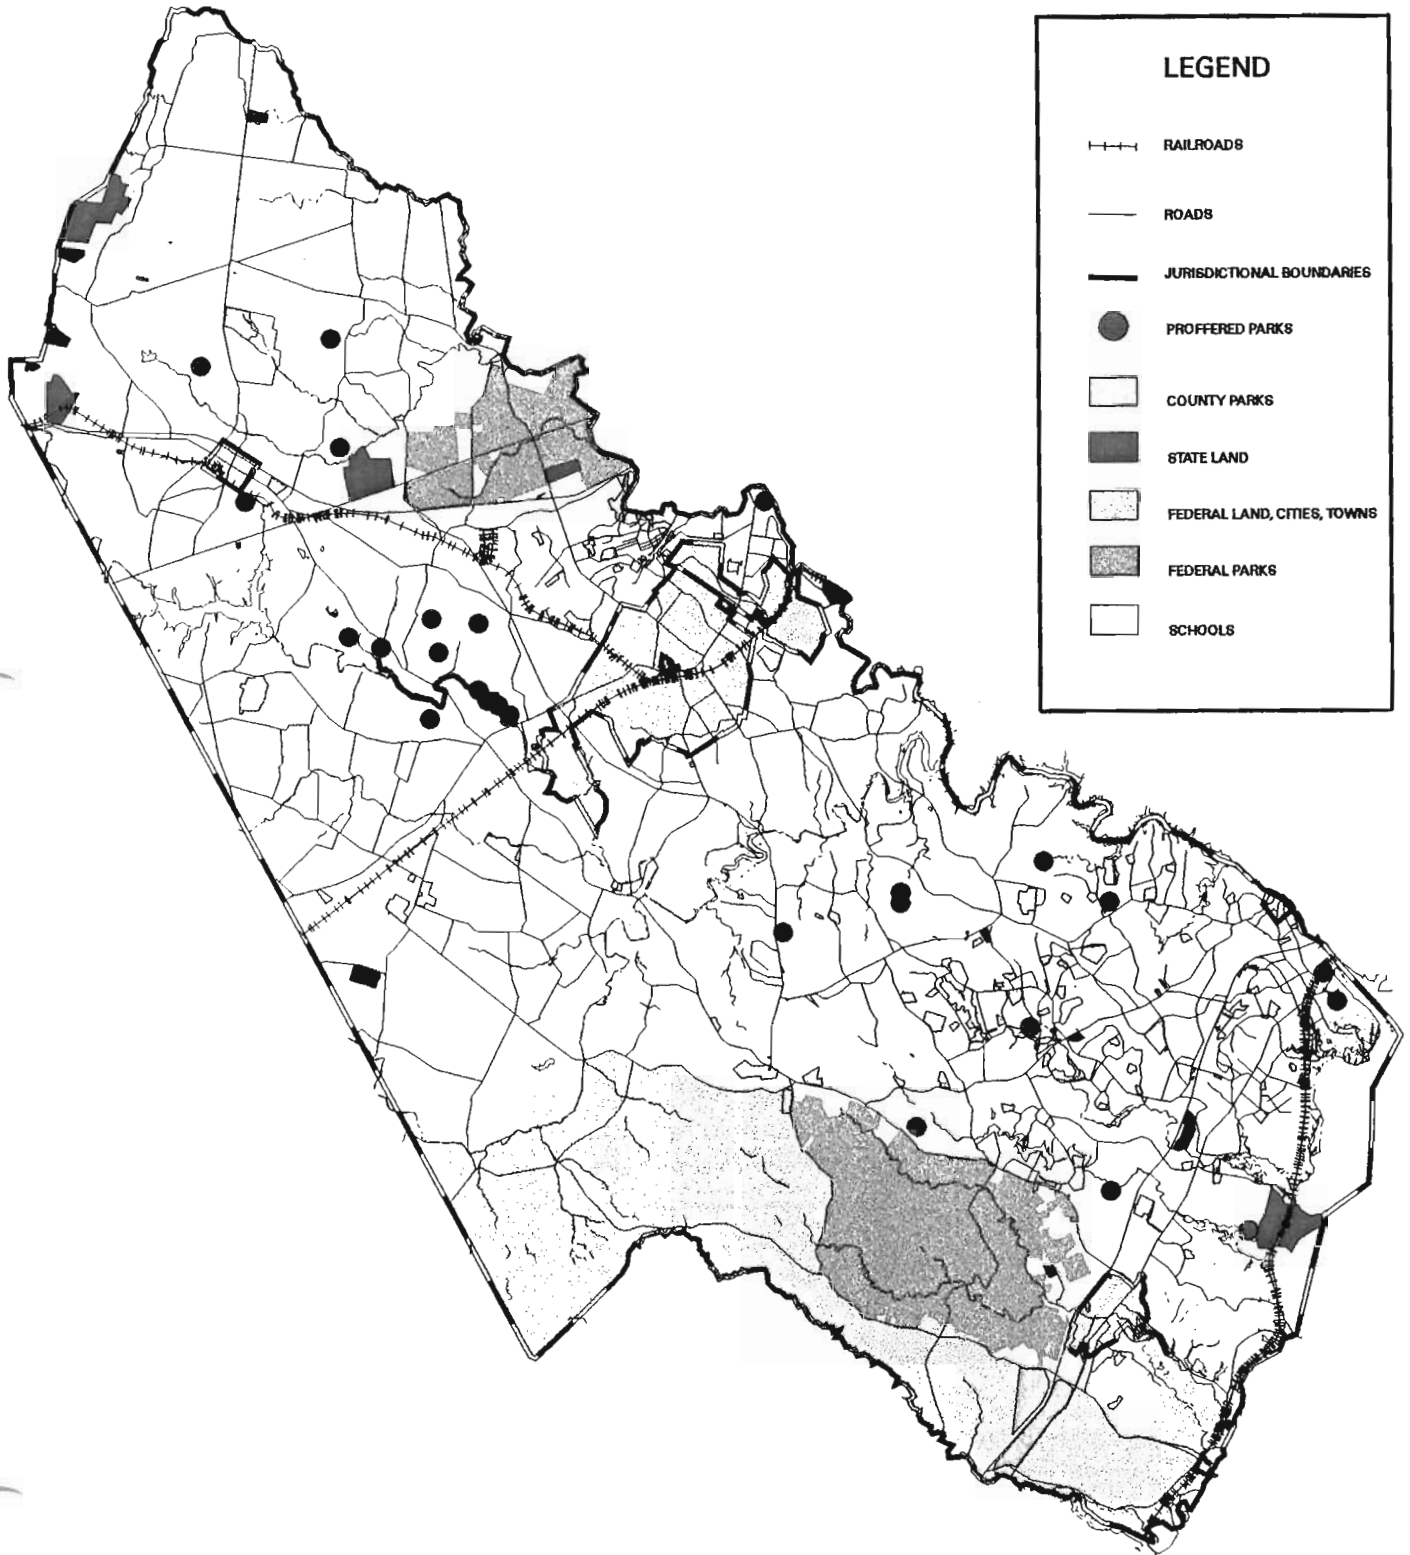 LEGEND
RAILROADS
ROADS
JURISDICTIONAL BOUNDARIES
PROFFERED PARKS
COUNTY PARKS
STATE LAND
FEDERAL LAND, CITIES, TOWNS
FEDERAL PARKS
SCHOOLS